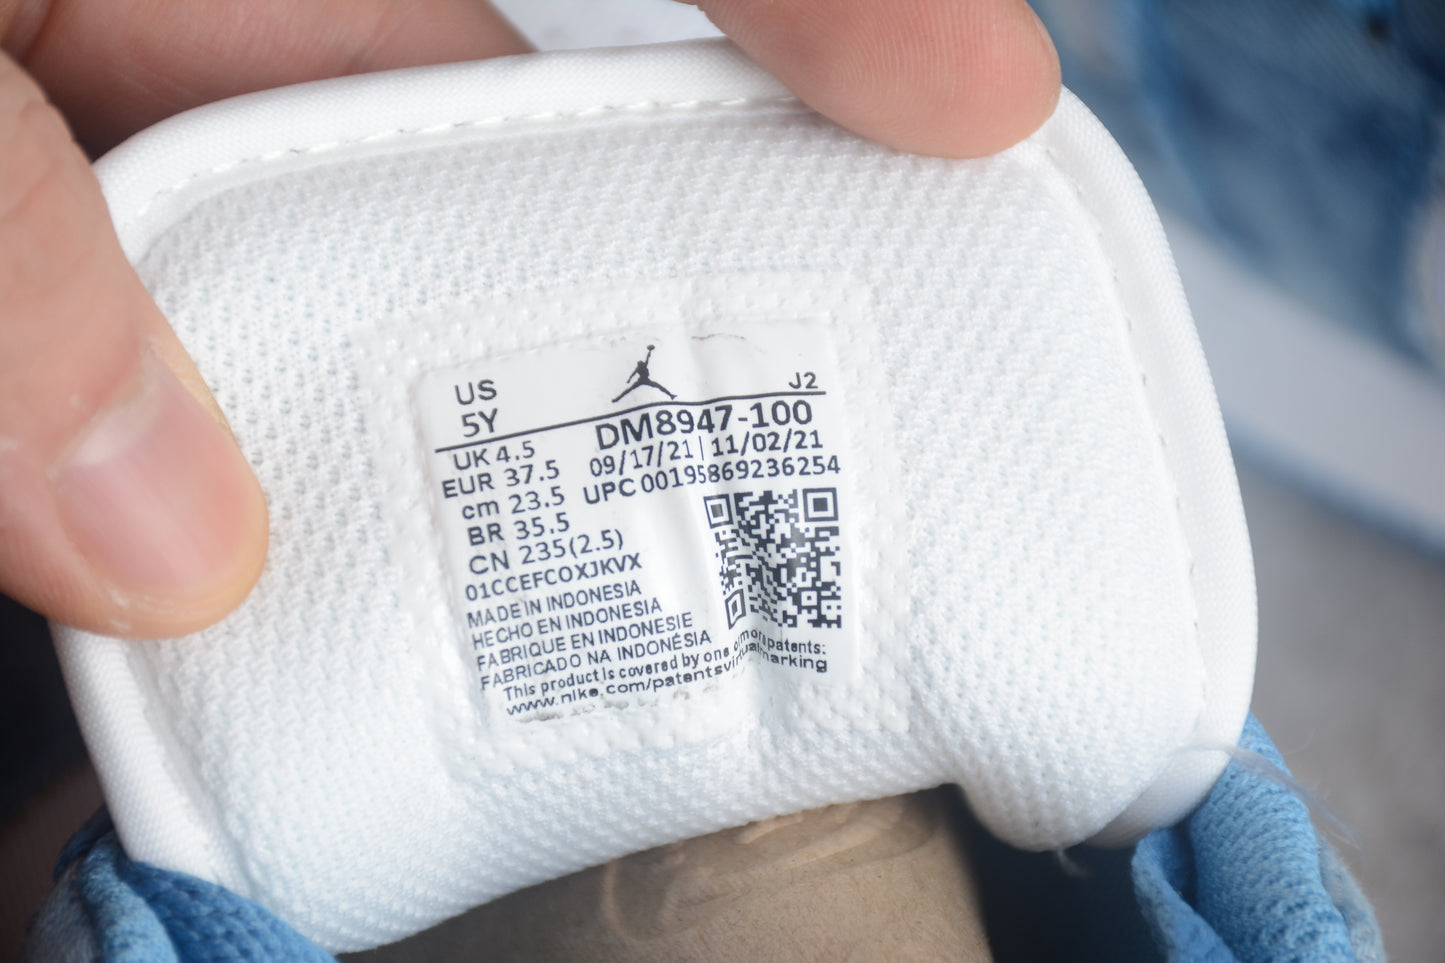 US
5Y
J2
UK 4.5
EUR 37.5
cm 23.5
BR 35.5
CN 235(2.5)
DM8947-100
09/17/21 | 11/02/21
UPC 00195869236254
01CCEFCOXJKVX
MADE IN INDONESIA
HECHO EN INDONESIA
FABRIQUE EN INDONESIE
FABRICADO NA INDONÉSIA
This product is covered by one or more patents:
www.nike.com/patentsvirtualmarking